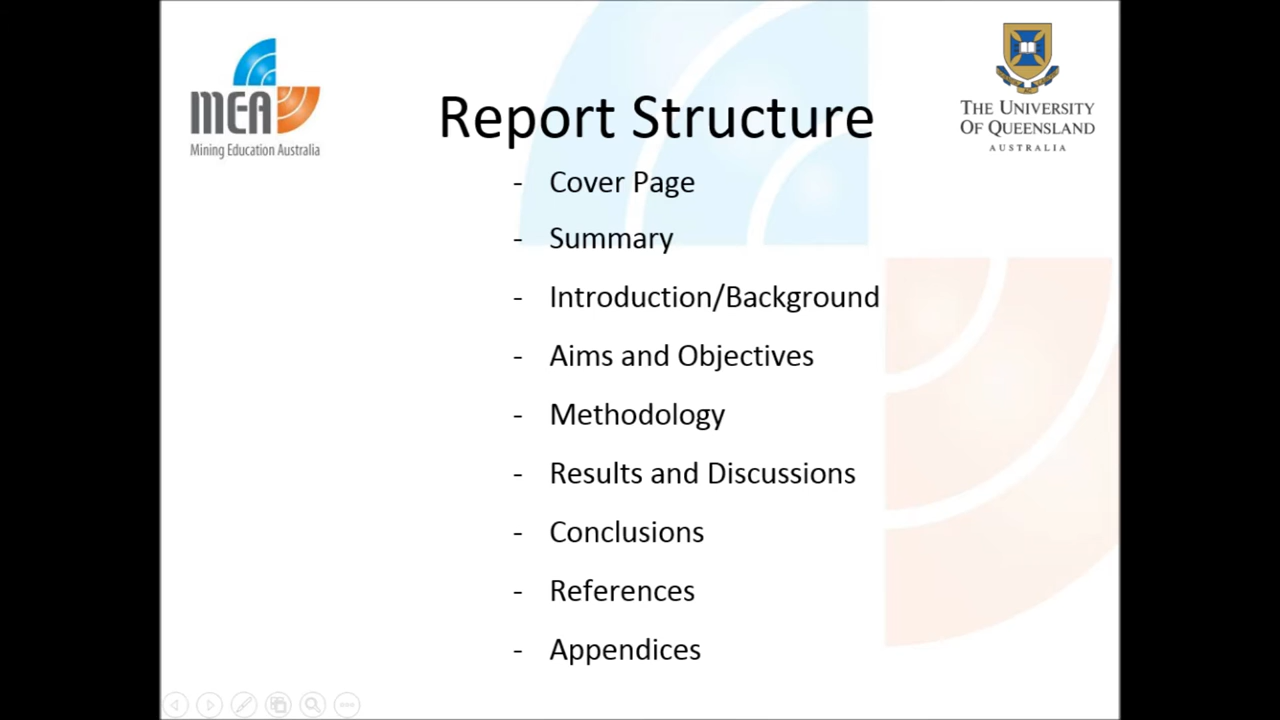 MEA
Mining Education Australia
THE UNIVERSITY
OF QUEENSLAND
AUSTRALIA
Report Structure
- Cover Page
- Summary
- Introduction/Background
- Aims and Objectives
- Methodology
- Results and Discussions
- Conclusions
- References
- Appendices